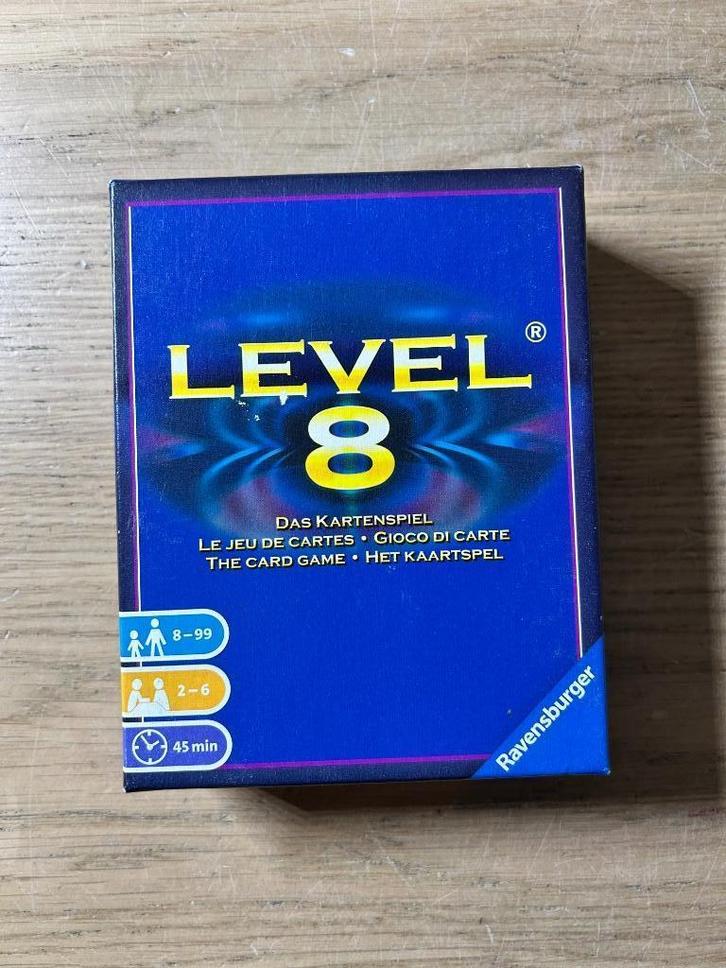 LEVEL ®
8
DAS KARTENSPIEL
LE JEU DE CARTES • GIOCO DI CARTE
THE CARD GAME • HET KAARTSPEL
8–99
2–6
45 min
Ravensburger